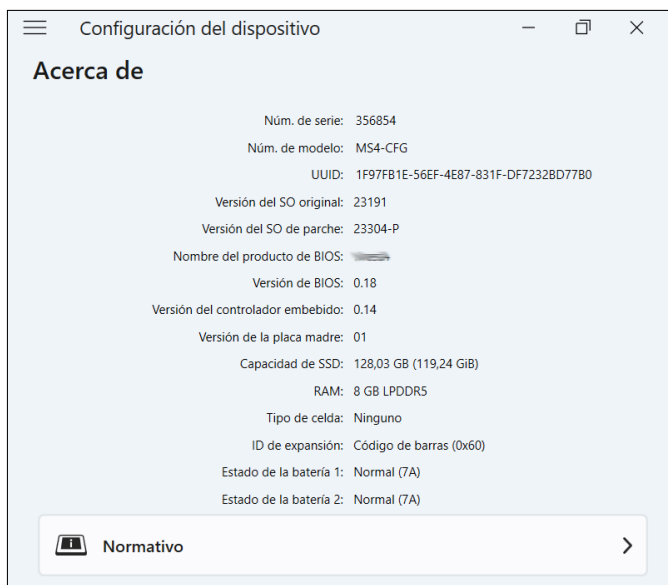 Configuración del dispositivo
Acerca de
Núm. de serie: 356854
Núm. de modelo: MS4-CFG
UUID: 1F97FB1E-56EF-4E87-831F-DF7232BD77B0
Versión del SO original: 23191
Versión del SO de parche: 23304-P
Nombre del producto de BIOS:
Versión de BIOS: 0.18
Versión del controlador embebido: 0.14
Versión de la placa madre: 01
Capacidad de SSD: 128,03 GB (119,24 GiB)
RAM: 8 GB LPDDR5
Tipo de celda: Ninguno
ID de expansión: Código de barras (0x60)
Estado de la batería 1: Normal (7A)
Estado de la batería 2: Normal (7A)
Normativo